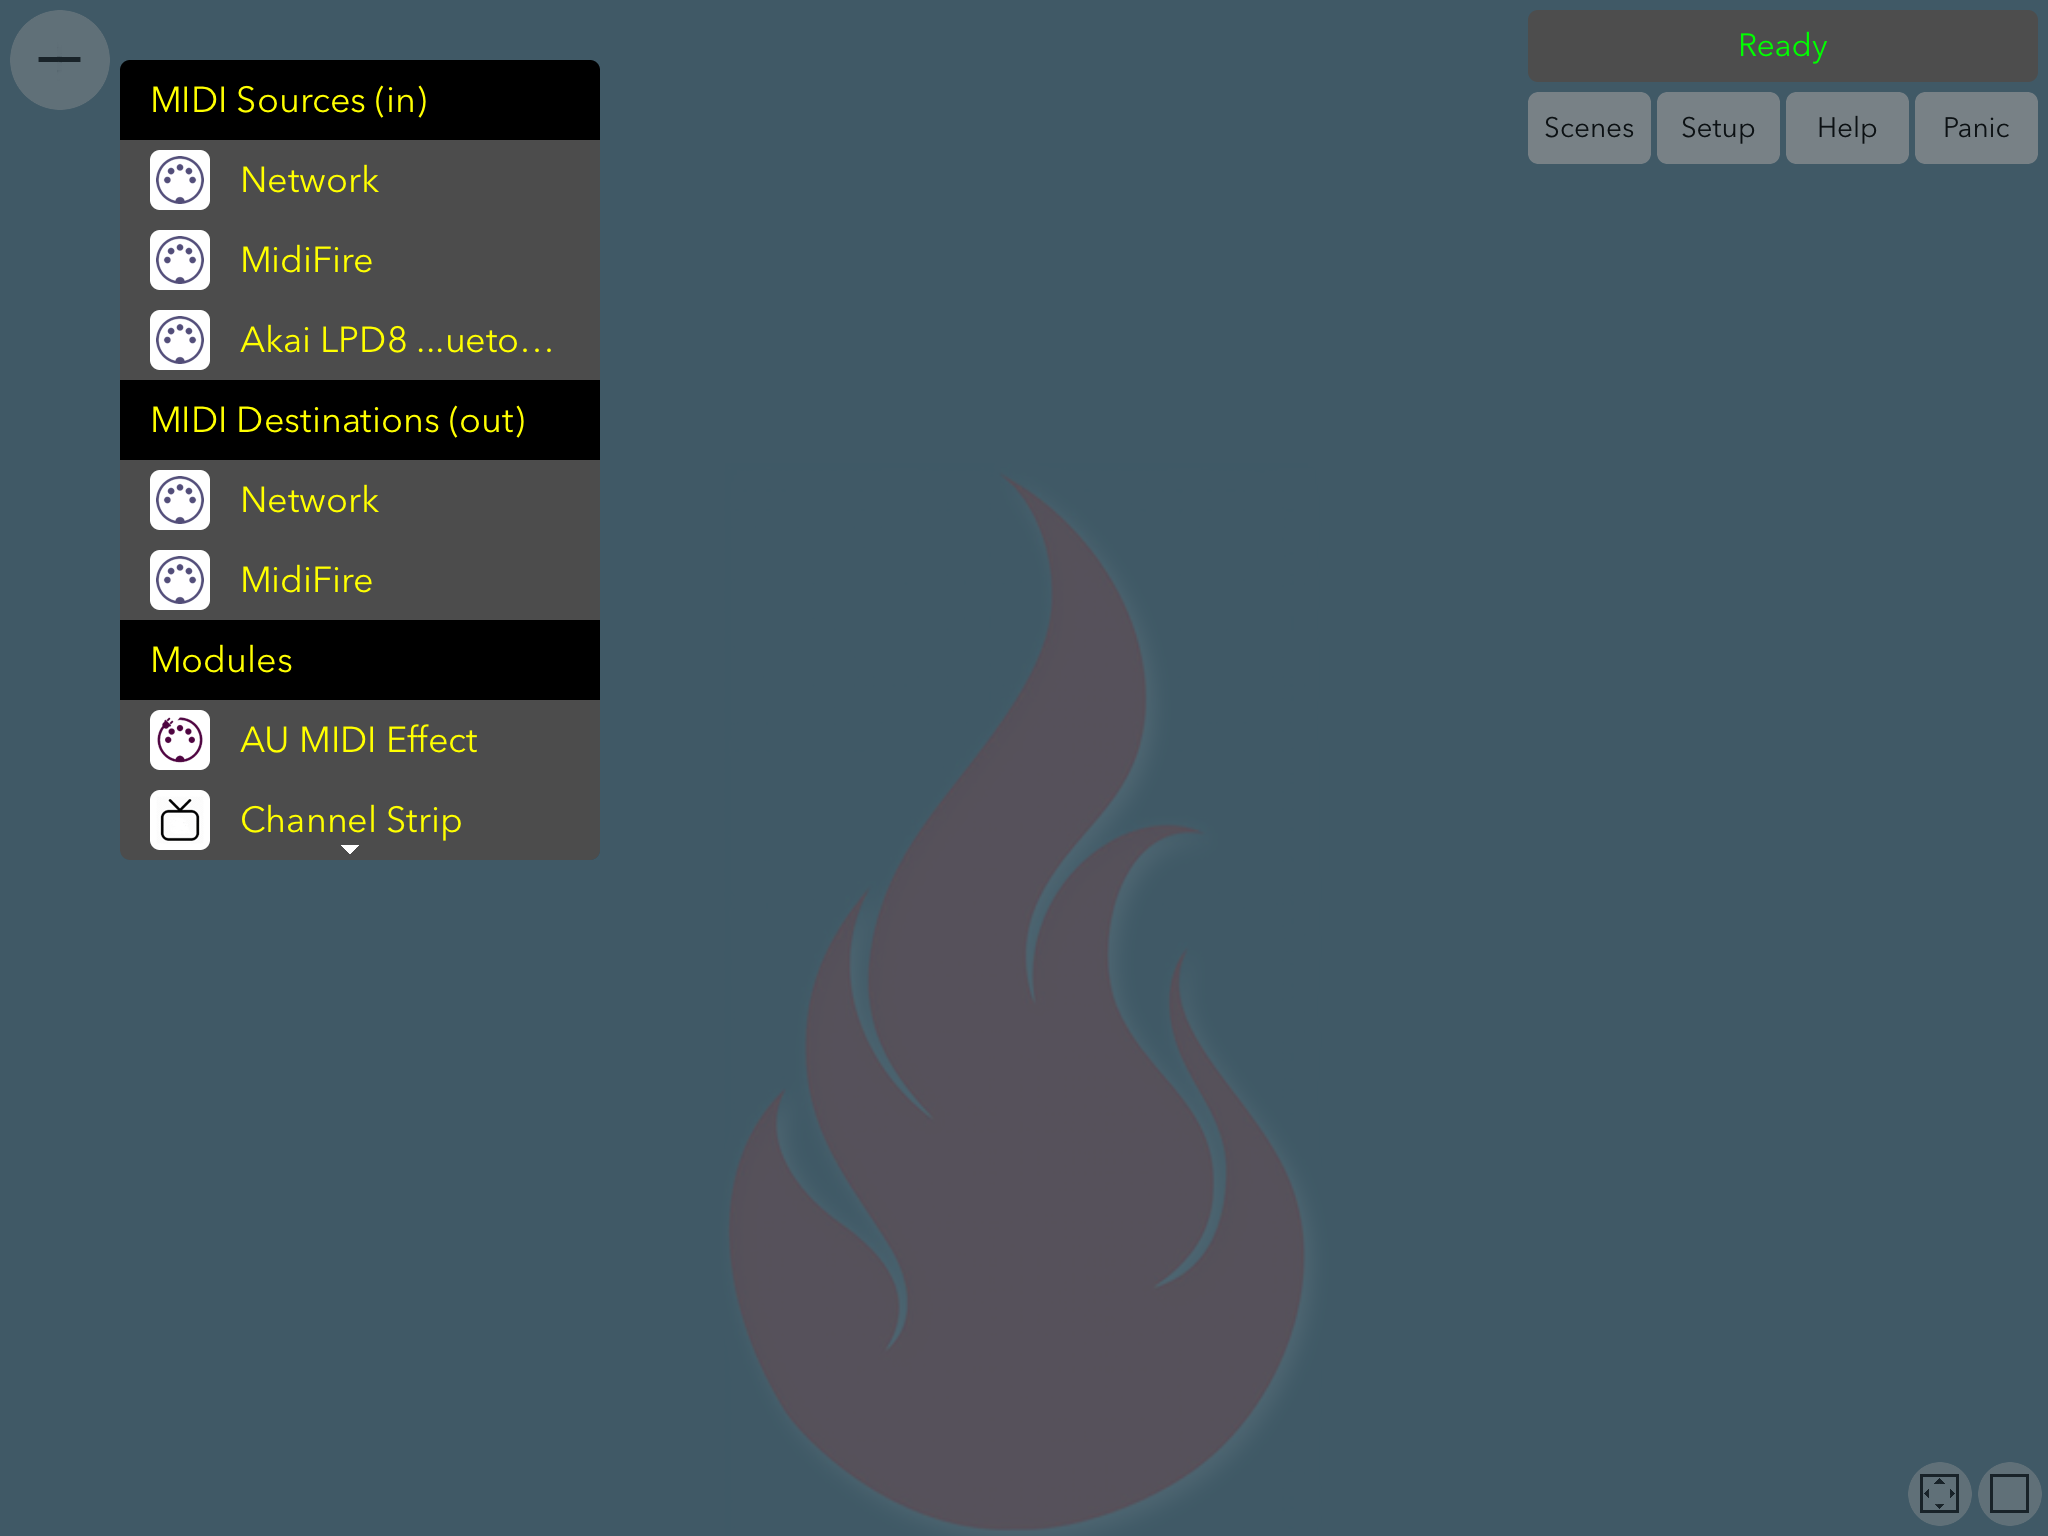 MIDI Sources (in)
Network
MidiFire
Akai LPD8 ...ueto…
MIDI Destinations (out)
Network
MidiFire
Modules
AU MIDI Effect
Channel Strip
Ready
Scenes Setup Help Panic